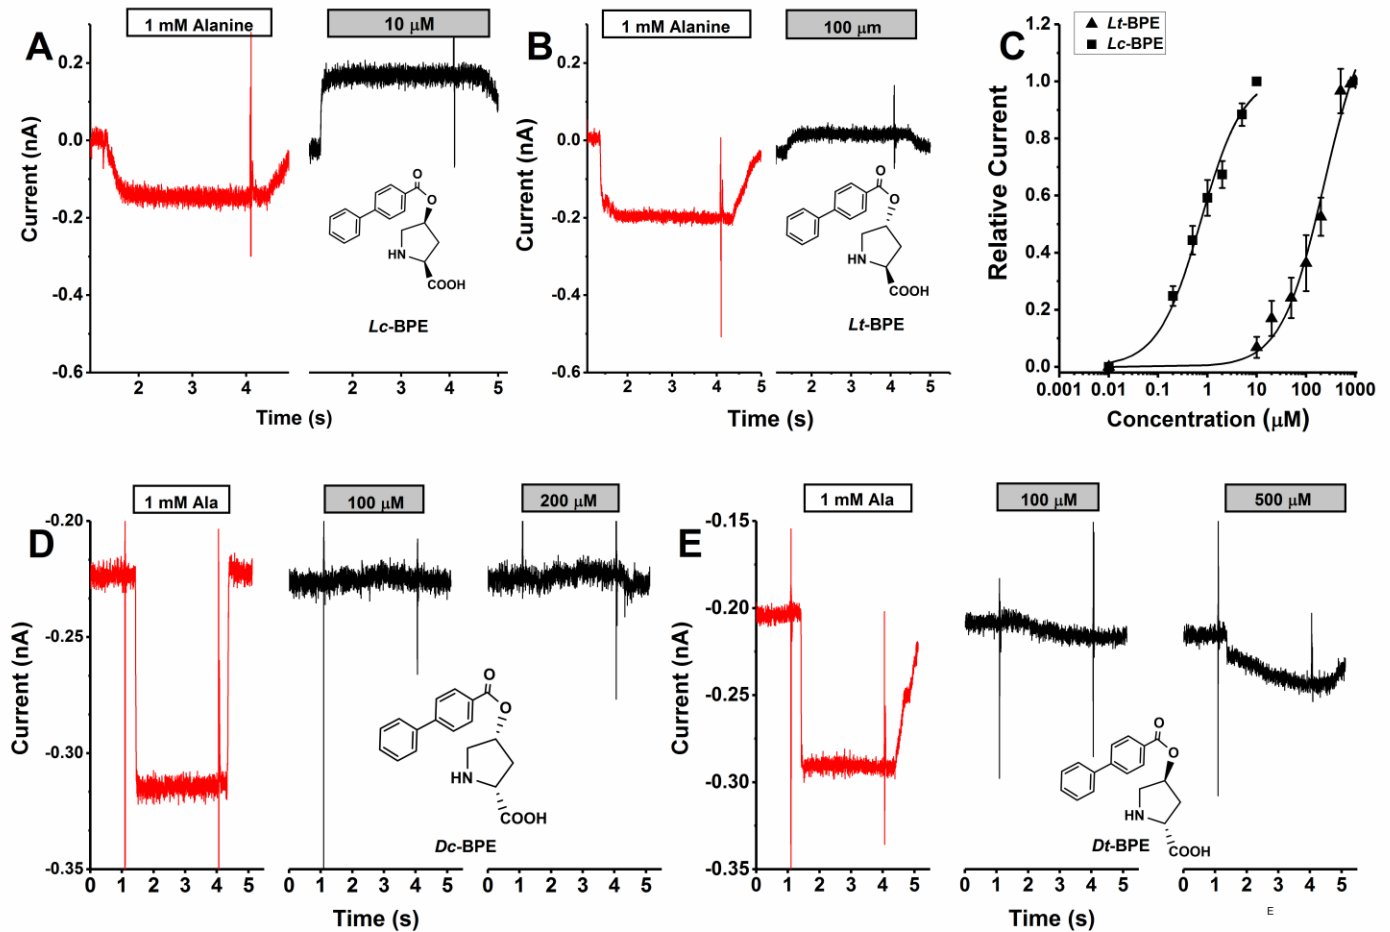 A
1 mM Alanine
10 μM
Current (nA)
0.2
0.0
-0.2
-0.4
-0.6
O
O
HN
COOH
Lc-BPE
2 3 4
2 3 4 5
Time (s)
B
1 mM Alanine
100 μm
Current (nA)
0.2
0.0
-0.2
-0.4
-0.6
O
O
HN
COOH
Lt-BPE
2 3 4 5
2 3 4 5
Time (s)
C
Lt-BPE
Lc-BPE
Relative Current
1.2
1.0
0.8
0.6
0.4
0.2
0.0
0.001 0.01 0.1 1 10 100 1000
Concentration (μM)
D
1 mM Ala
100 μM
200 μM
Current (nA)
-0.20
-0.25
-0.30
-0.35
O
O
HN
COOH
Dc-BPE
0 1 2 3 4 5
0 1 2 3 4 5
0 1 2 3 4 5
Time (s)
E
1 mM Ala
100 μM
500 μM
Current (nA)
-0.15
-0.20
-0.25
-0.30
-0.35
O
O
HN
COOH
Dt-BPE
0 1 2 3 4 5
0 1 2 3 4 5
0 1 2 3 4 5
Time (s)
E